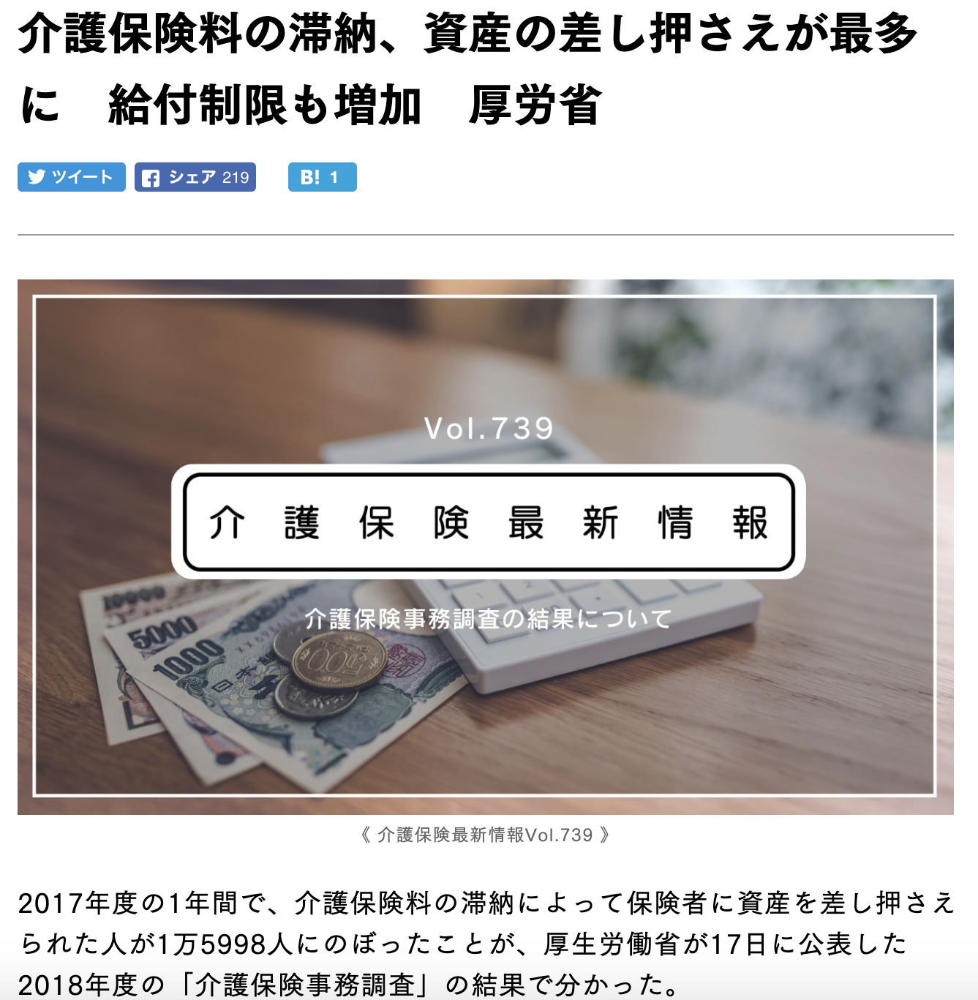 介護保険料の滞納、資産の差し押さえが最多
に　給付制限も増加　厚労省
ツイート
シェア 219
B! 1
Vol.739
介護保険最新情報
介護保険事務調査の結果について
10000
5000
1000
500
《 介護保険最新情報Vol.739 》
2017年度の1年間で、介護保険料の滞納によって保険者に資産を差し押さえ
られた人が1万5998人にのぼったことが、厚生労働省が17日に公表した
2018年度の「介護保険事務調査」の結果で分かった。